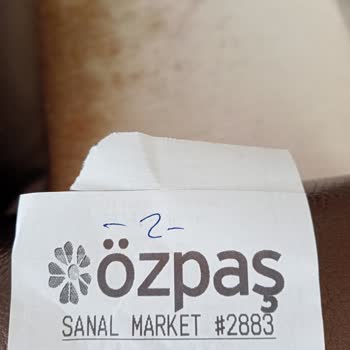 -2-
özpaş
SANAL MARKET #2883